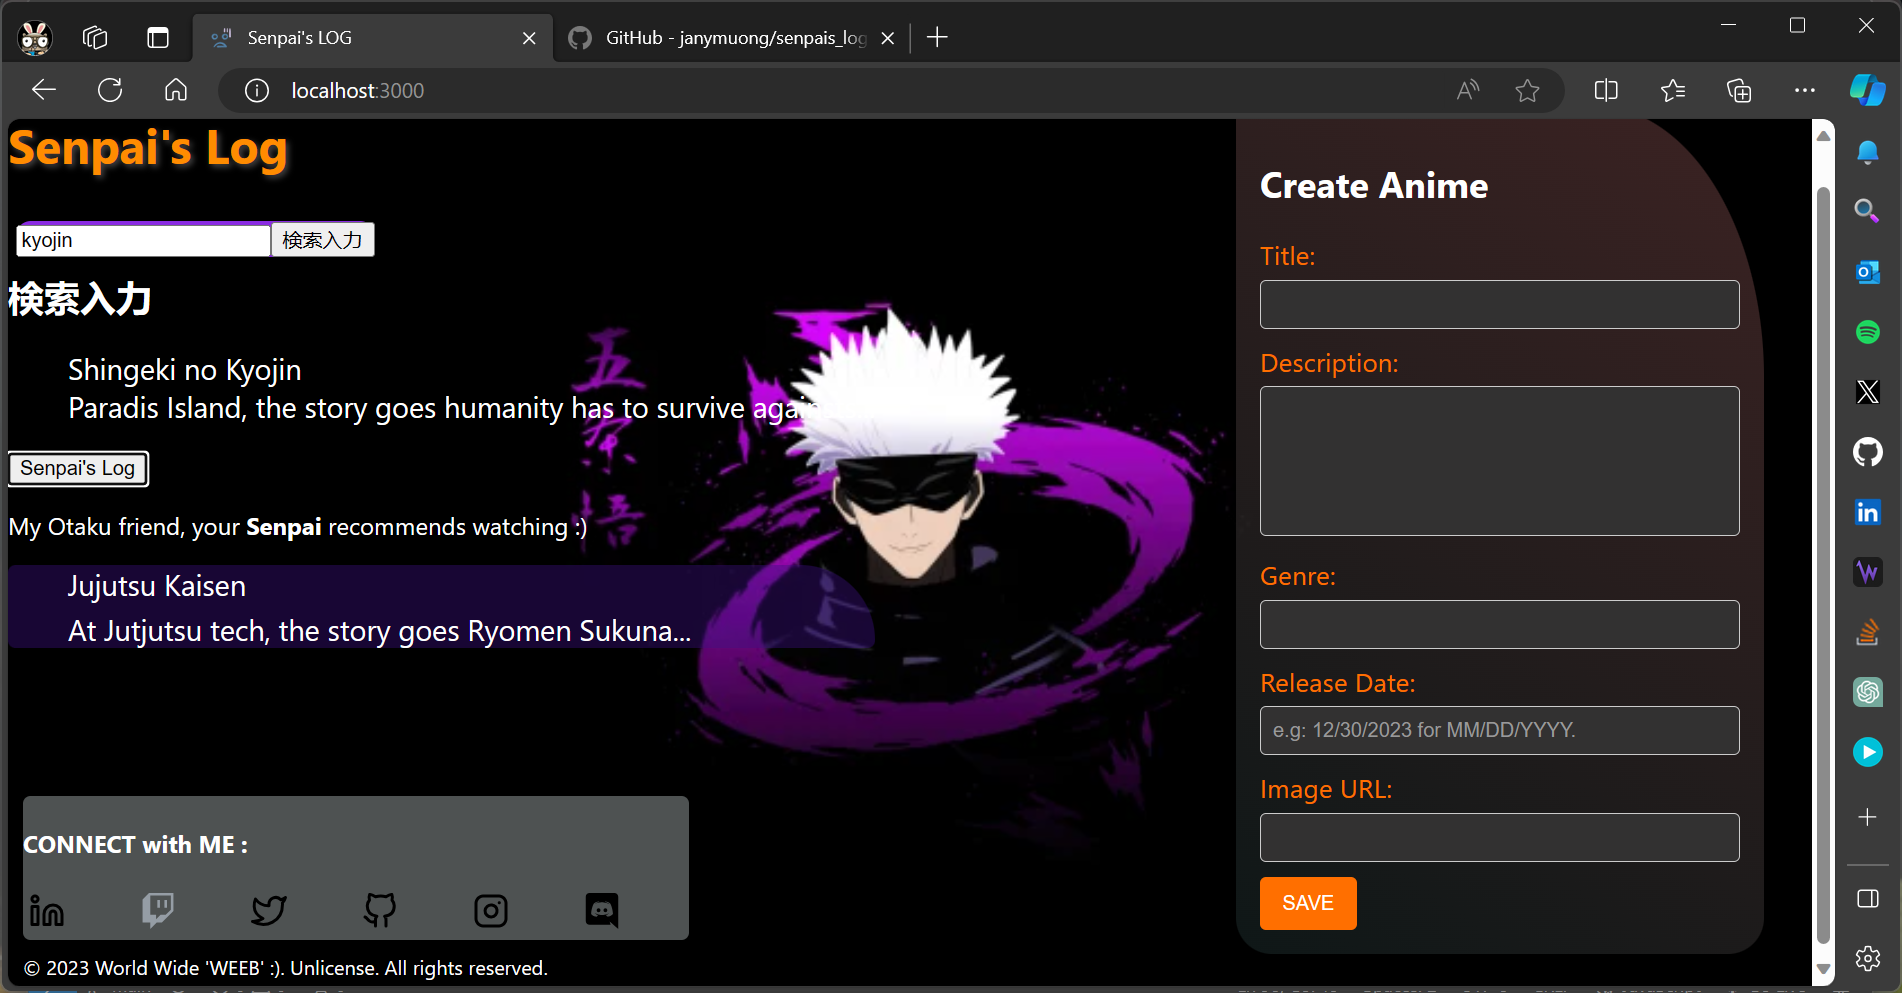 Senpai's LOG
GitHub - janymuong/senpais_log
localhost:3000
Senpai's Log
kyojin
検索入力
検索入力
Shingeki no Kyojin
Paradis Island, the story goes humanity has to survive
Senpai's Log
My Otaku friend, your Senpai recommends watching :)
Jujutsu Kaisen
At Jutjutsu tech, the story goes Ryomen Sukuna...
五条悟
CONNECT with ME :
© 2023 World Wide 'WEEB' :). Unlicense. All rights reserved.
Create Anime
Title:
Description:
Genre:
Release Date:
e.g: 12/30/2023 for MM/DD/YYYY.
Image URL:
SAVE